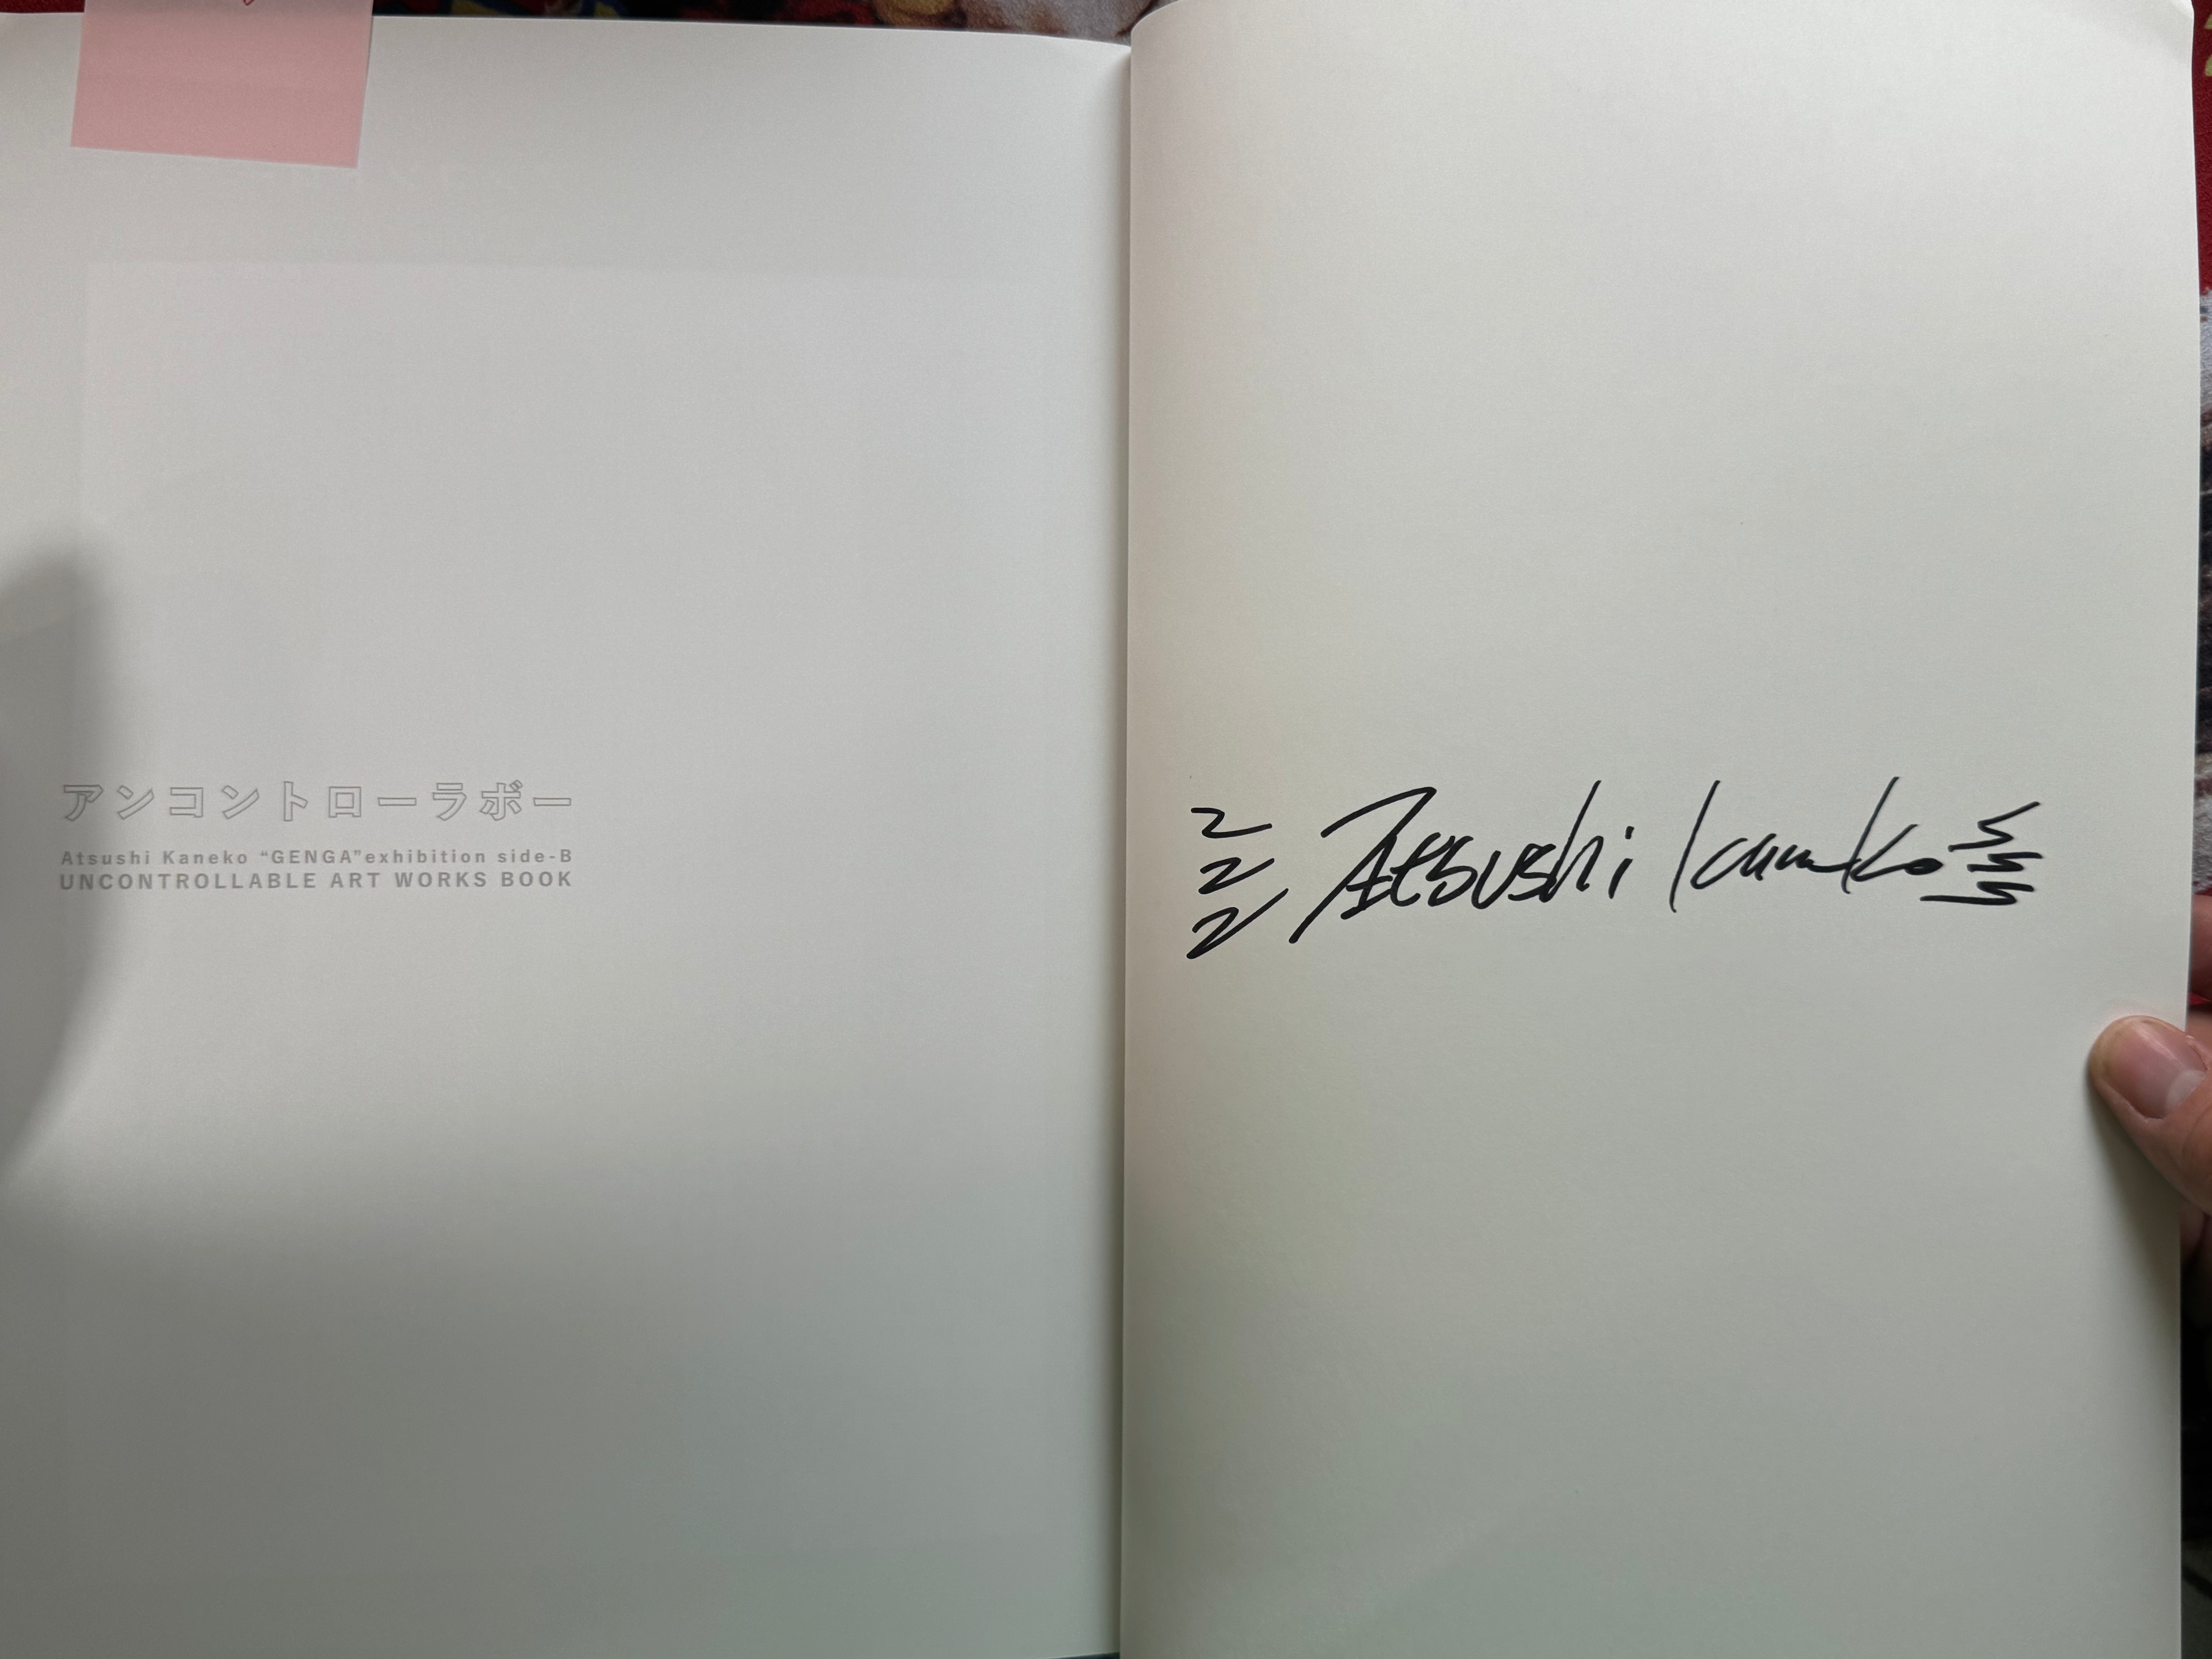 アンコントローラボー
Atsushi Kaneko “GENGA”exhibition side-B
UNCONTROLLABLE ART WORKS BOOK
Atsushi Kaneko